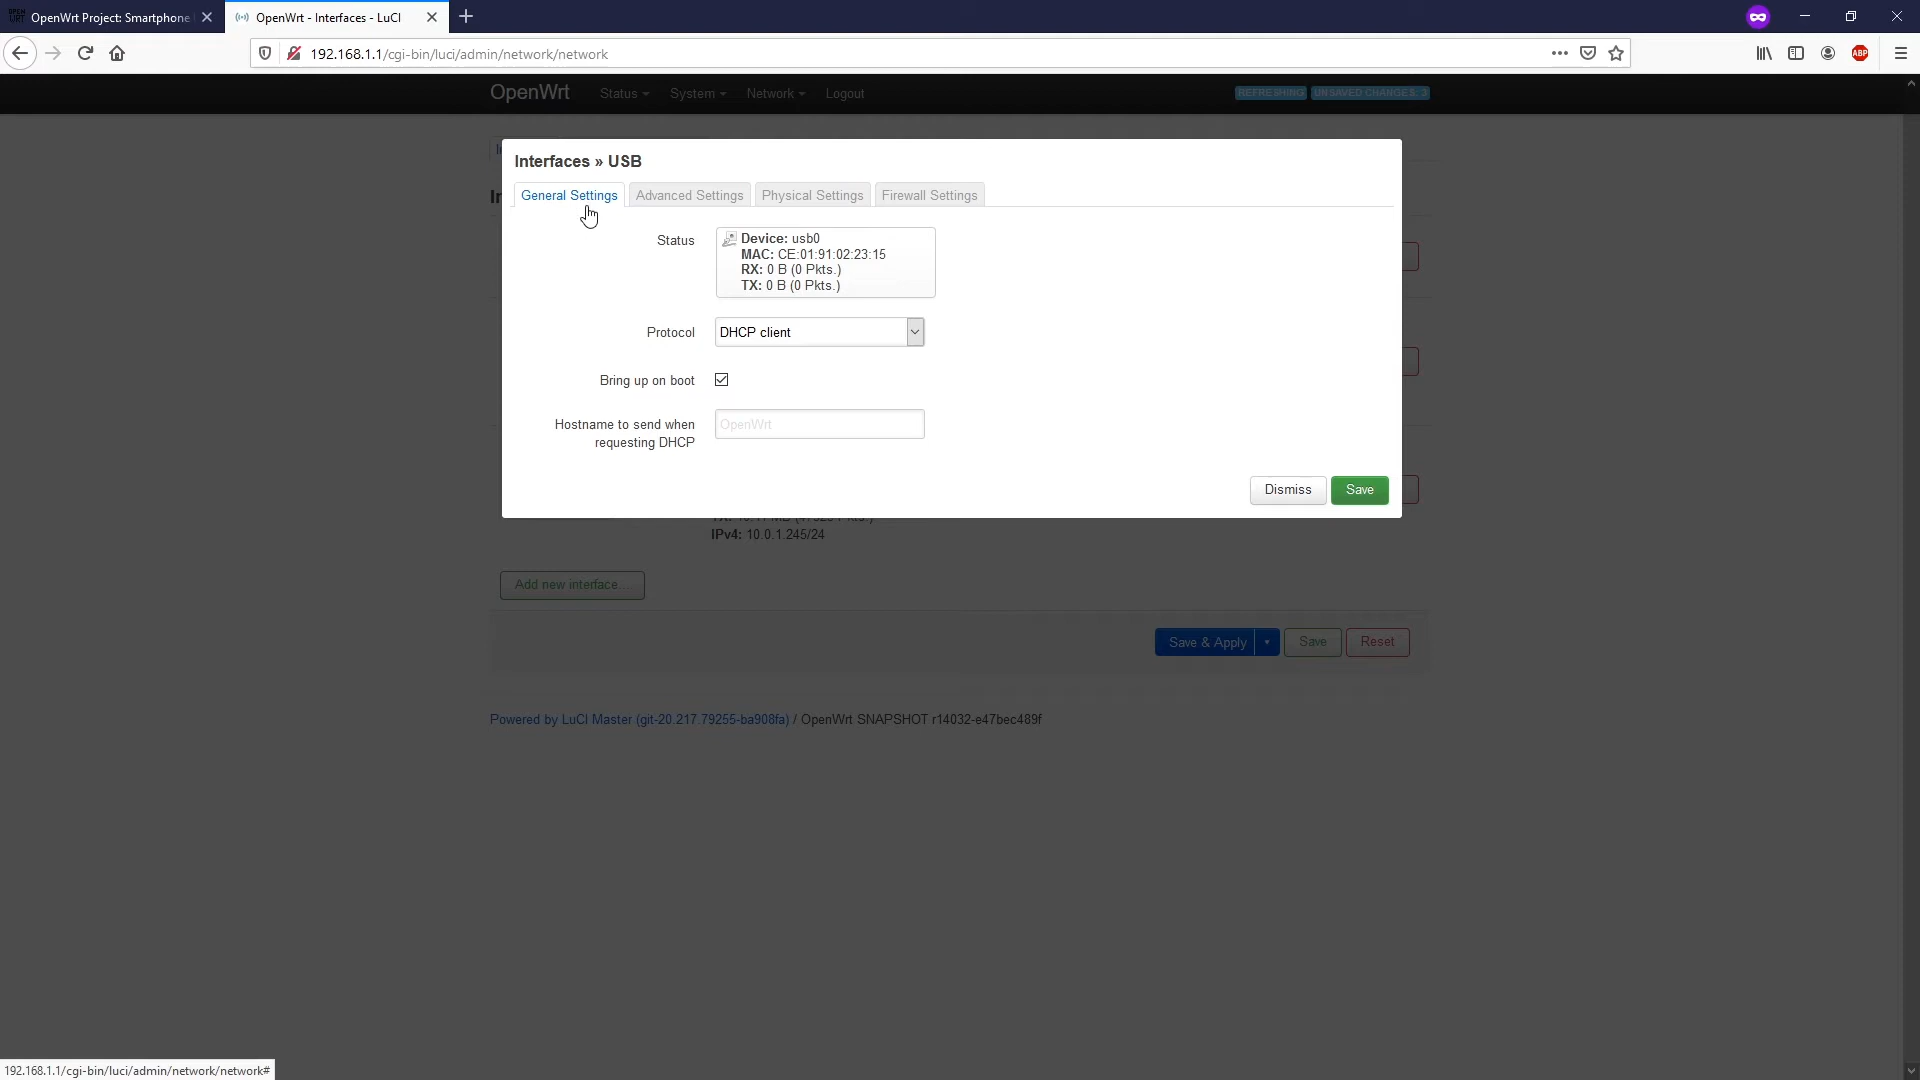 OpenWrt Project: Smartphone
OpenWrt - Interfaces - LuCI
192.168.1.1/cgi-bin/luci/admin/network/network
ABP
OpenWrt
Status
System
Network
Logout
REFRESHING
UNSAVED CHANGES: 3
Interfaces » USB
General Settings
Advanced Settings
Physical Settings
Firewall Settings
Status
Device: usb0
MAC: CE:01:91:02:23:15
RX: 0 B (0 Pkts.)
TX: 0 B (0 Pkts.)
Protocol
DHCP client
Bring up on boot
Hostname to send when
requesting DHCP
OpenWrt
Dismiss
Save
IPv4: 10.0.1.245/24
Add new interface...
Save & Apply
Save
Reset
Powered by LuCI Master (git-20.217.79255-ba908fa) / OpenWrt SNAPSHOT r14032-e47bec489f
192.168.1.1/cgi-bin/luci/admin/network/network#